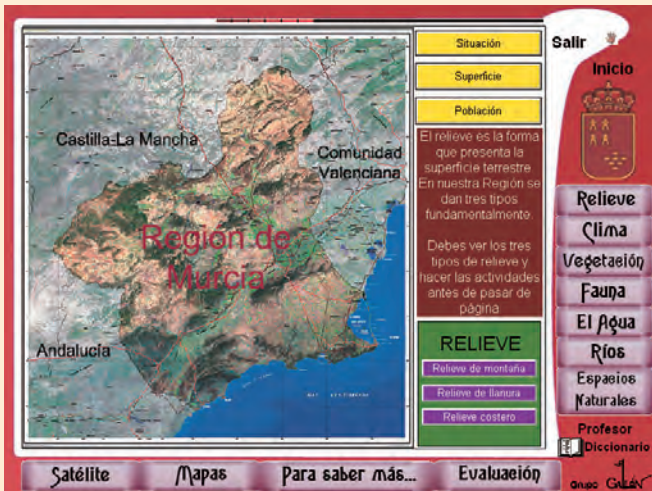 Castilla-La Mancha
Comunidad
Valenciana
Región de
Murcia
Andalucía
Situación
Superficie
Población
El relieve es la forma
que presenta la
superficie terrestre.
En nuestra Región se
dan tres tipos
fundamentalmente.
Debes ver los tres
tipos de relieve y
hacer las actividades
antes de pasar de
página
RELIEVE
Relieve de montaña
Relieve de llanura
Relieve costero
Salir
Inicio
Relieve
Clima
Vegetación
Fauna
El Agua
Ríos
Espacios
Naturales
Profesor
Diccionario
Grupo
Satélite
Mapas
Para saber más...
Evaluación